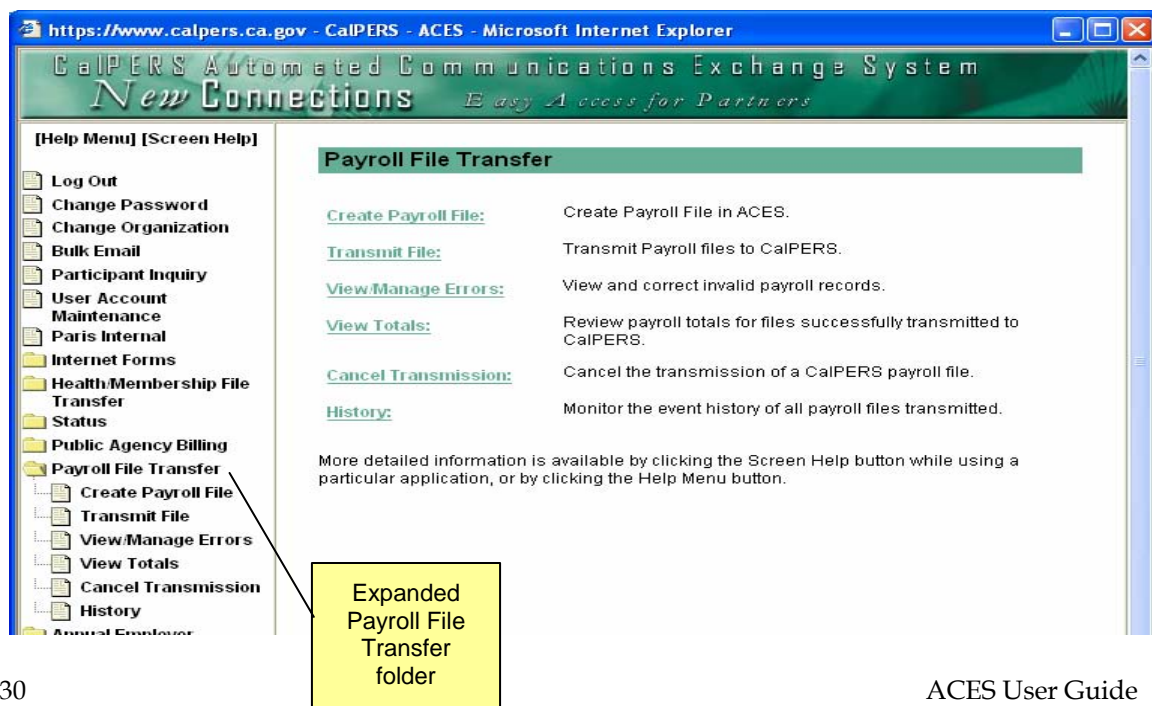 https://www.calpers.ca.gov - CalPERS - ACES - Microsoft Internet Explorer
CalPERS Automated Communications Exchange System
New Connections Easy Access for Partners
[Help Menu] [Screen Help]
Log Out
Change Password
Change Organization
Bulk Email
Participant Inquiry
User Account
Maintenance
Paris Internal
Internet Forms
Health/Membership File
Transfer
Status
Public Agency Billing
Payroll File Transfer
Create Payroll File
Transmit File
View/Manage Errors
View Totals
Cancel Transmission
History
Annual Employer
Payroll File Transfer
Create Payroll File: Create Payroll File in ACES.
Transmit File: Transmit Payroll files to CalPERS.
View/Manage Errors: View and correct invalid payroll records.
View Totals: Review payroll totals for files successfully transmitted to
CalPERS.
Cancel Transmission: Cancel the transmission of a CalPERS payroll file.
History: Monitor the event history of all payroll files transmitted.
More detailed information is available by clicking the Screen Help button while using a
particular application, or by clicking the Help Menu button.
Expanded
Payroll File
Transfer
folder
30 ACES User Guide